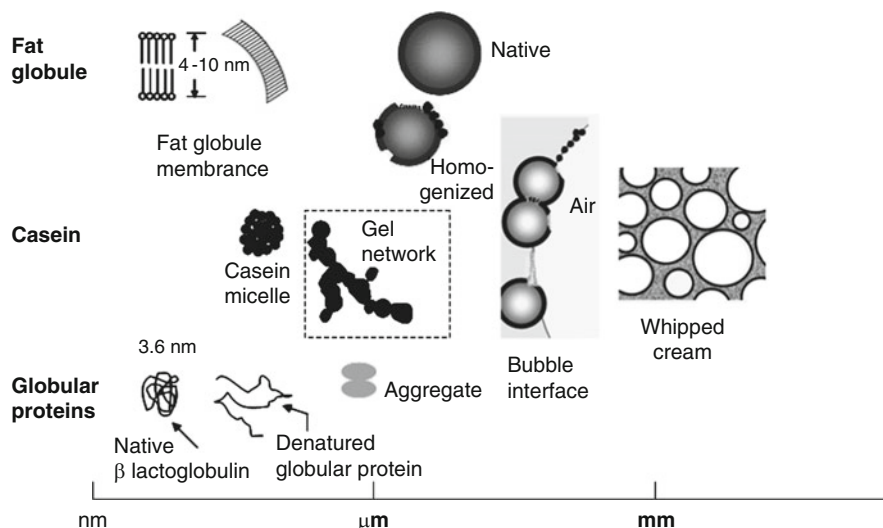 Fat
globule
4-10 nm
Fat globule
membrance
Native
Homo-
genized
Air
Casein
Casein
micelle
Gel
network
Bubble
interface
Whipped
cream
3.6 nm
Globular
proteins
Native
β lactoglobulin
Denatured
globular protein
Aggregate
nm
μm
mm